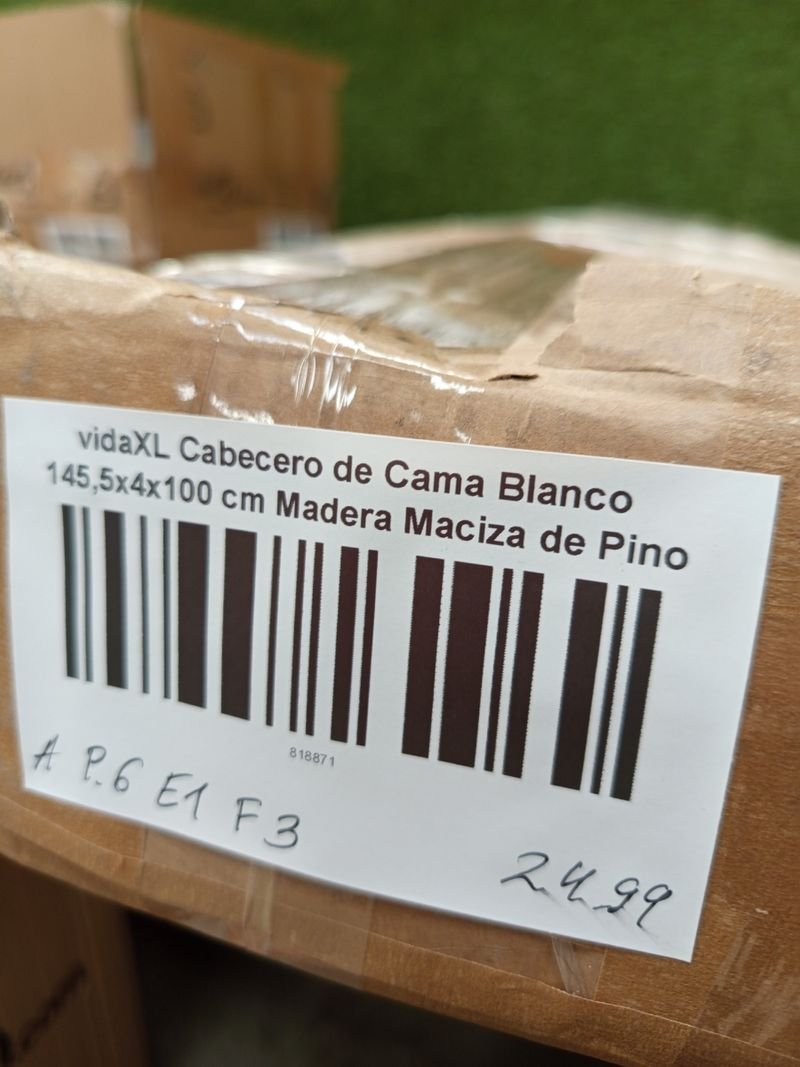 vidaXL Cabecero de Cama Blanco
145,5x4x100 cm Madera Maciza de Pino
818871
A P.6 E1 F3
24.99